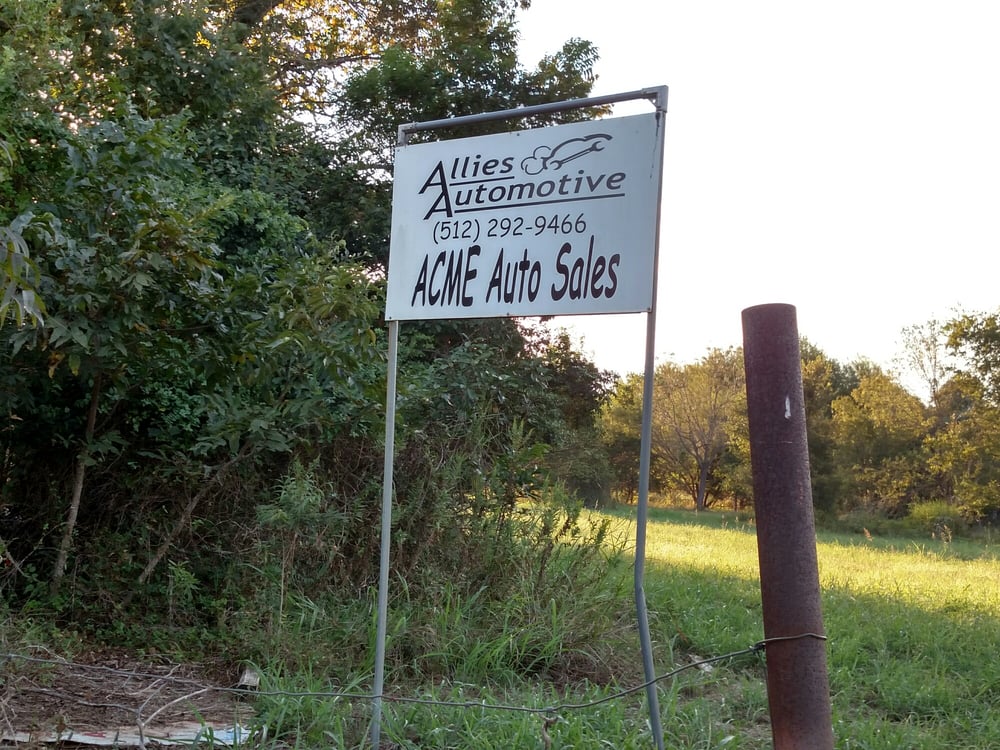 Allies
Automotive
(512) 292-9466
ACME Auto Sales